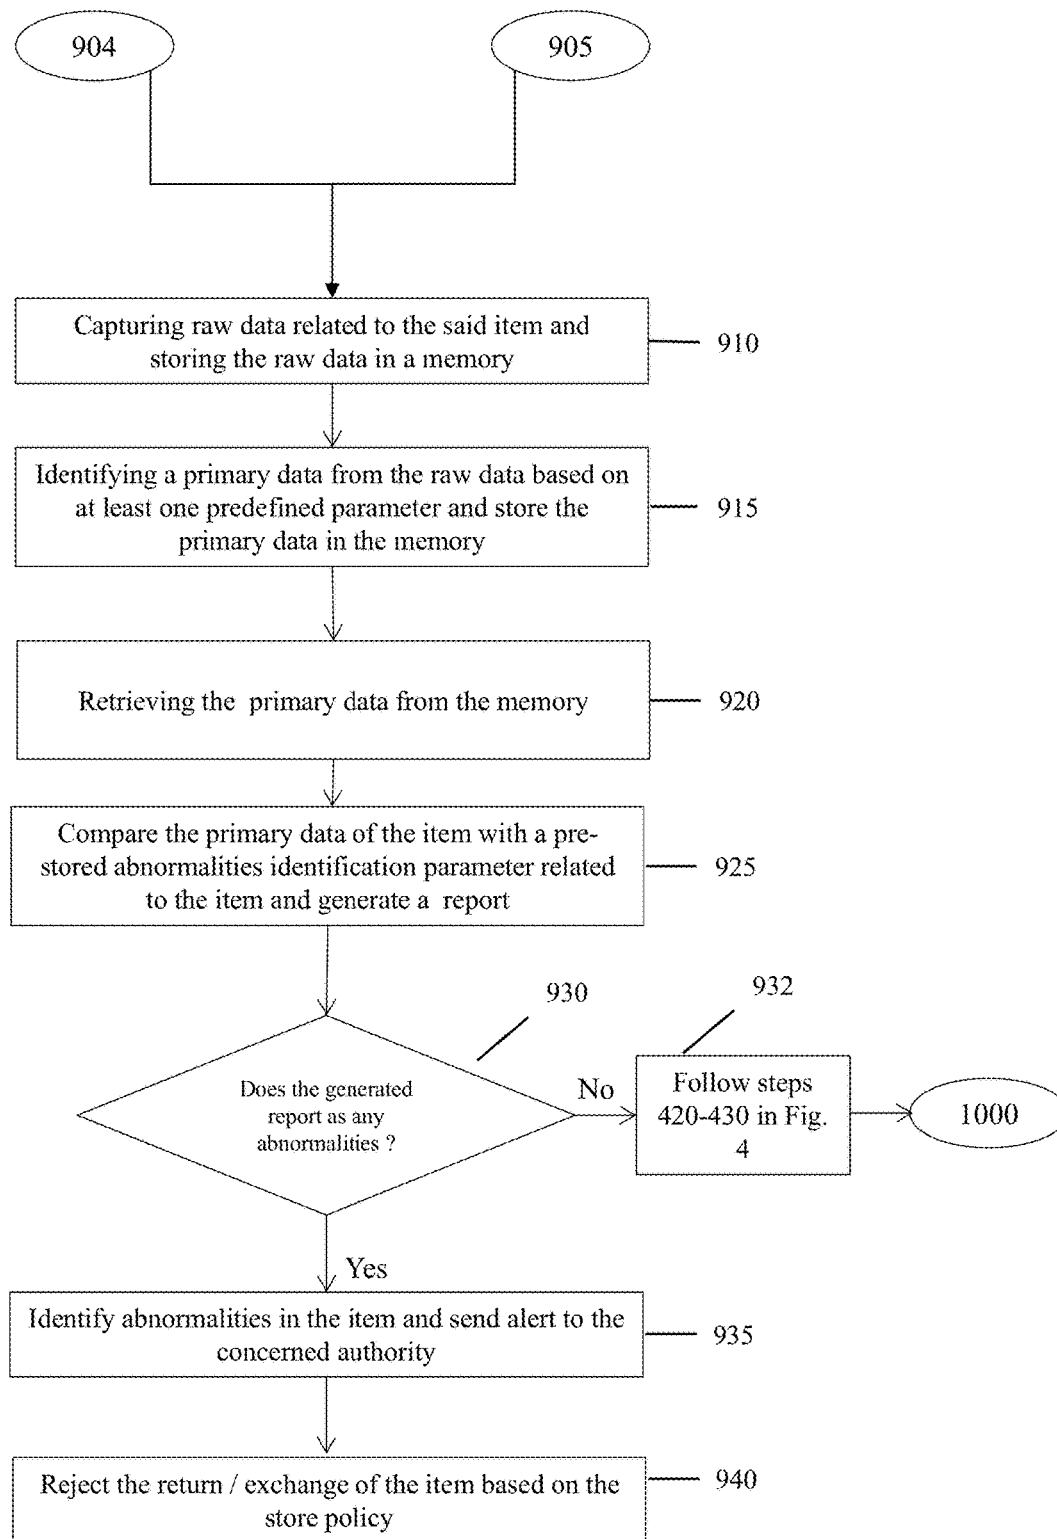 904
905
Capturing raw data related to the said item and
storing the raw data in a memory
910
Identifying a primary data from the raw data based on
at least one predefined parameter and store the
primary data in the memory
915
Retrieving the primary data from the memory
920
Compare the primary data of the item with a pre-
stored abnormalities identification parameter related
to the item and generate a report
925
930
932
Does the generated
report as any
abnormalities ?
No
Follow steps
420-430 in Fig.
4
1000
Yes
Identify abnormalities in the item and send alert to the
concerned authority
935
Reject the return / exchange of the item based on the
store policy
940